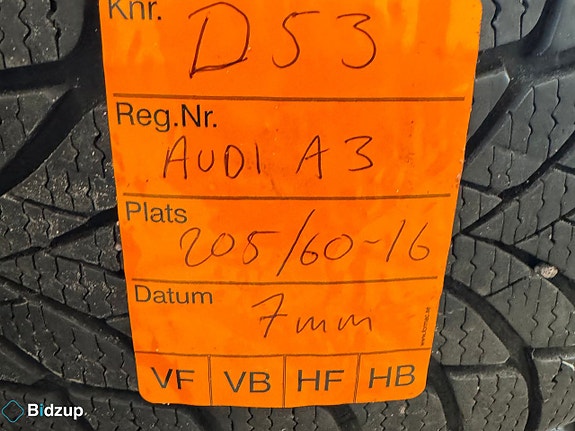 Knr.
D53
Reg.Nr.
AUDI A3
Plats
205/60-16
Datum
7mm
VF VB HF HB
Bidzup